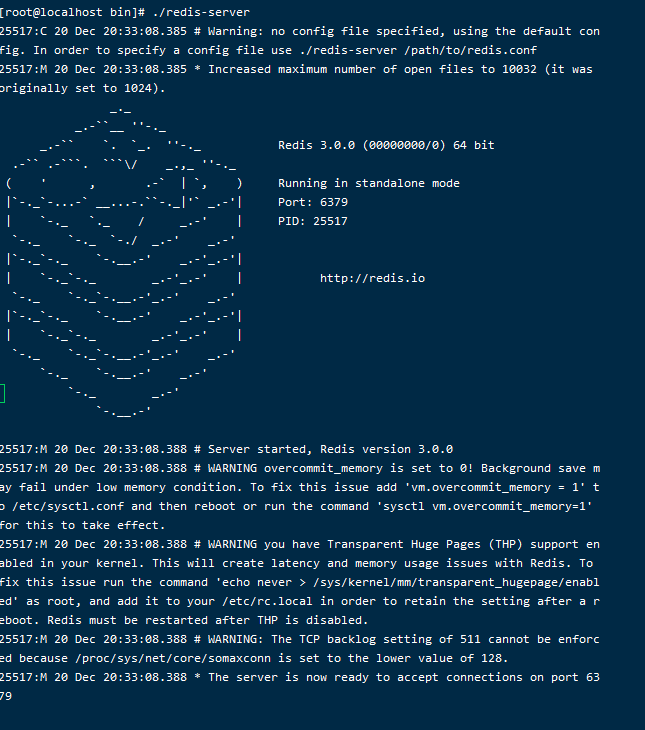 [root@localhost bin]# ./redis-server
25517:C 20 Dec 20:33:08.385 # Warning: no config file specified, using the default con
fig. In order to specify a config file use ./redis-server /path/to/redis.conf
25517:M 20 Dec 20:33:08.385 * Increased maximum number of open files to 10032 (it was
originally set to 1024).
Redis 3.0.0 (00000000/0) 64 bit
Running in standalone mode
Port: 6379
PID: 25517
http://redis.io
25517:M 20 Dec 20:33:08.388 # Server started, Redis version 3.0.0
25517:M 20 Dec 20:33:08.388 # WARNING overcommit_memory is set to 0! Background save m
ay fail under low memory condition. To fix this issue add 'vm.overcommit_memory = 1' t
o /etc/sysctl.conf and then reboot or run the command 'sysctl vm.overcommit_memory=1'
for this to take effect.
25517:M 20 Dec 20:33:08.388 # WARNING you have Transparent Huge Pages (THP) support en
abled in your kernel. This will create latency and memory usage issues with Redis. To
fix this issue run the command 'echo never > /sys/kernel/mm/transparent_hugepage/enabl
ed' as root, and add it to your /etc/rc.local in order to retain the setting after a r
eboot. Redis must be restarted after THP is disabled.
25517:M 20 Dec 20:33:08.388 # WARNING: The TCP backlog setting of 511 cannot be enforc
ed because /proc/sys/net/core/somaxconn is set to the lower value of 128.
25517:M 20 Dec 20:33:08.388 * The server is now ready to accept connections on port 63
79